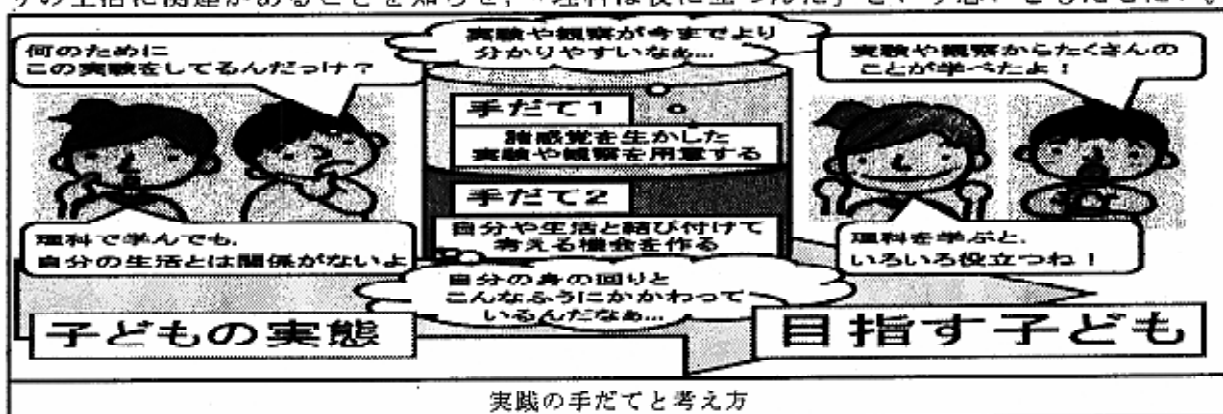 実験や観察が今までより
分かりやすいなぁ…
何のために
この実験をしてるんだっけ？
実験や観察からたくさんの
ことが学べたよ！
手だて1
諸感覚を生かした
実験や観察を用意する
手だて2
自分や生活と結び付けて
考える機会を作る
理科で学んでも，
自分の生活とは関係がないよ
理科を学ぶと，
いろいろ役立つね！
自分の身の回りと
こんなふうにかかわって
いるんだなぁ…
子どもの実態
目指す子ども
実践の手だてと考え方